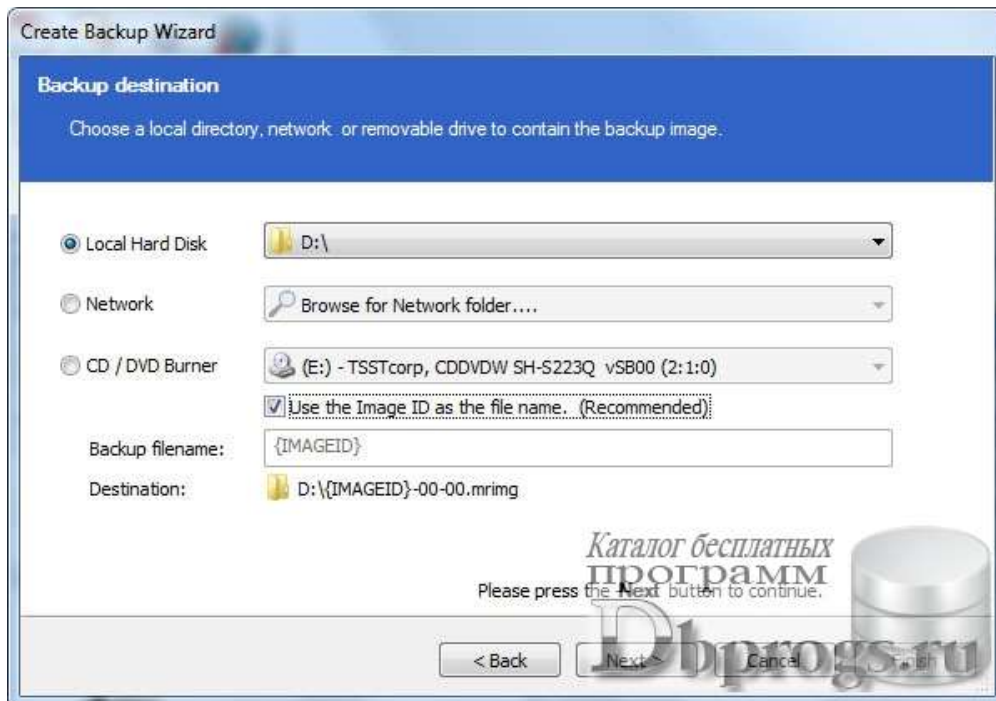 Create Backup Wizard
Backup destination
Choose a local directory, network or removable drive to contain the backup image.
Local Hard Disk
D:\
Network
Browse for Network folder....
CD / DVD Burner
(E:) - TSSTcorp, CDDVDW SH-S223Q vSB00 (2:1:0)
Use the Image ID as the file name. (Recommended)
Backup filename:
{IMAGEID}
Destination:
D:\{IMAGEID}-00-00.mrimg
Каталог бесплатных
программ
Please press the Next button to continue.
Dbprogs.ru
< Back
Next >
Cancel
Finish